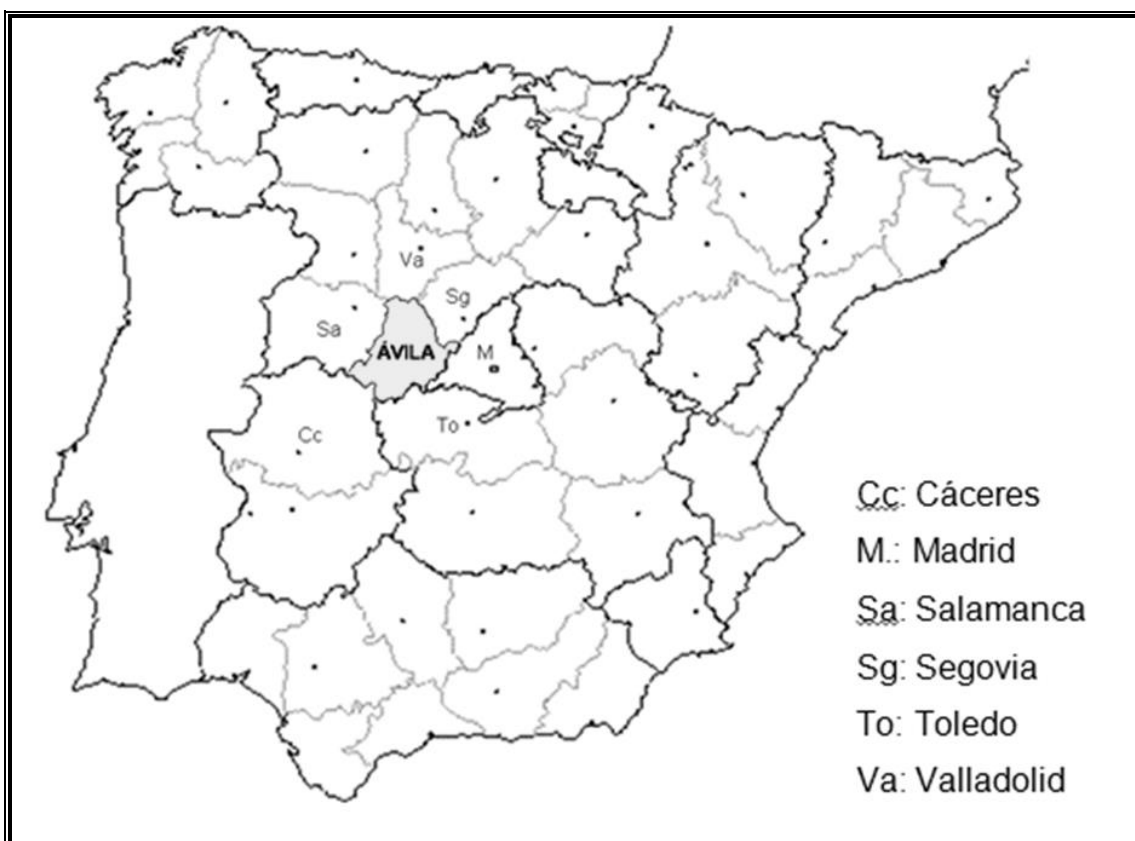 Va
Sg
Sa
ÁVILA
M
To
Cc
Cc: Cáceres
M.: Madrid
Sa: Salamanca
Sg: Segovia
To: Toledo
Va: Valladolid